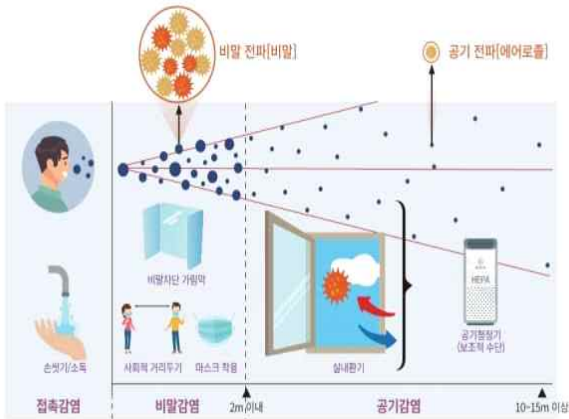 비말 전파[비말]
공기 전파[에어로졸]
비말차단 가림막
HEPA
손씻기/소독
사회적 거리두기
마스크 착용
실내환기
공기청정기
(보조적 수단)
접촉감염
비말감염
2m 이내
공기감염
10~15m 이상